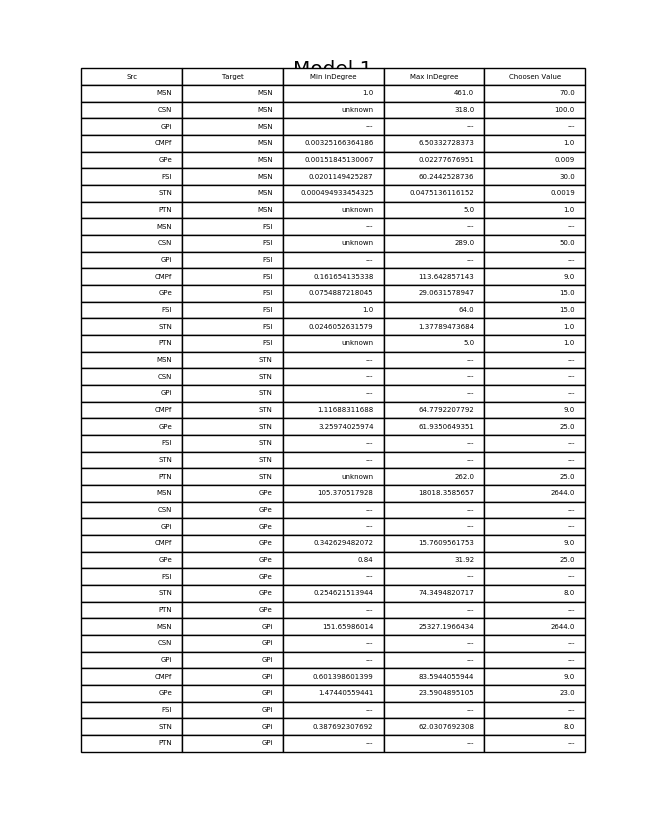 Model 1
Src Target Min inDegree Max inDegree Choosen Value
MSN MSN 1.0 461.0 70.0
CSN MSN unknown 318.0 100.0
GPi MSN --- --- ---
CMPf MSN 0.00325166364186 6.50332728373 1.0
GPe MSN 0.00151845130067 0.02277676951 0.009
FSI MSN 0.0201149425287 60.2442528736 30.0
STN MSN 0.000494933454325 0.0475136116152 0.0019
PTN MSN unknown 5.0 1.0
MSN FSI --- --- ---
CSN FSI unknown 289.0 50.0
GPi FSI --- --- ---
CMPf FSI 0.161654135338 113.642857143 9.0
GPe FSI 0.0754887218045 29.0631578947 15.0
FSI FSI 1.0 64.0 15.0
STN FSI 0.0246052631579 1.37789473684 1.0
PTN FSI unknown 5.0 1.0
MSN STN --- --- ---
CSN STN --- --- ---
GPi STN --- --- ---
CMPf STN 1.11688311688 64.7792207792 9.0
GPe STN 3.25974025974 61.9350649351 25.0
FSI STN --- --- ---
STN STN --- --- ---
PTN STN unknown 262.0 25.0
MSN GPe 105.370517928 18018.3585657 2644.0
CSN GPe --- --- ---
GPi GPe --- --- ---
CMPf GPe 0.342629482072 15.7609561753 9.0
GPe GPe 0.84 31.92 25.0
FSI GPe --- --- ---
STN GPe 0.254621513944 74.3494820717 8.0
PTN GPe --- --- ---
MSN GPi 151.65986014 25327.1966434 2644.0
CSN GPi --- --- ---
GPi GPi --- --- ---
CMPf GPi 0.601398601399 83.5944055944 9.0
GPe GPi 1.47440559441 23.5904895105 23.0
FSI GPi --- --- ---
STN GPi 0.387692307692 62.0307692308 8.0
PTN GPi --- --- ---